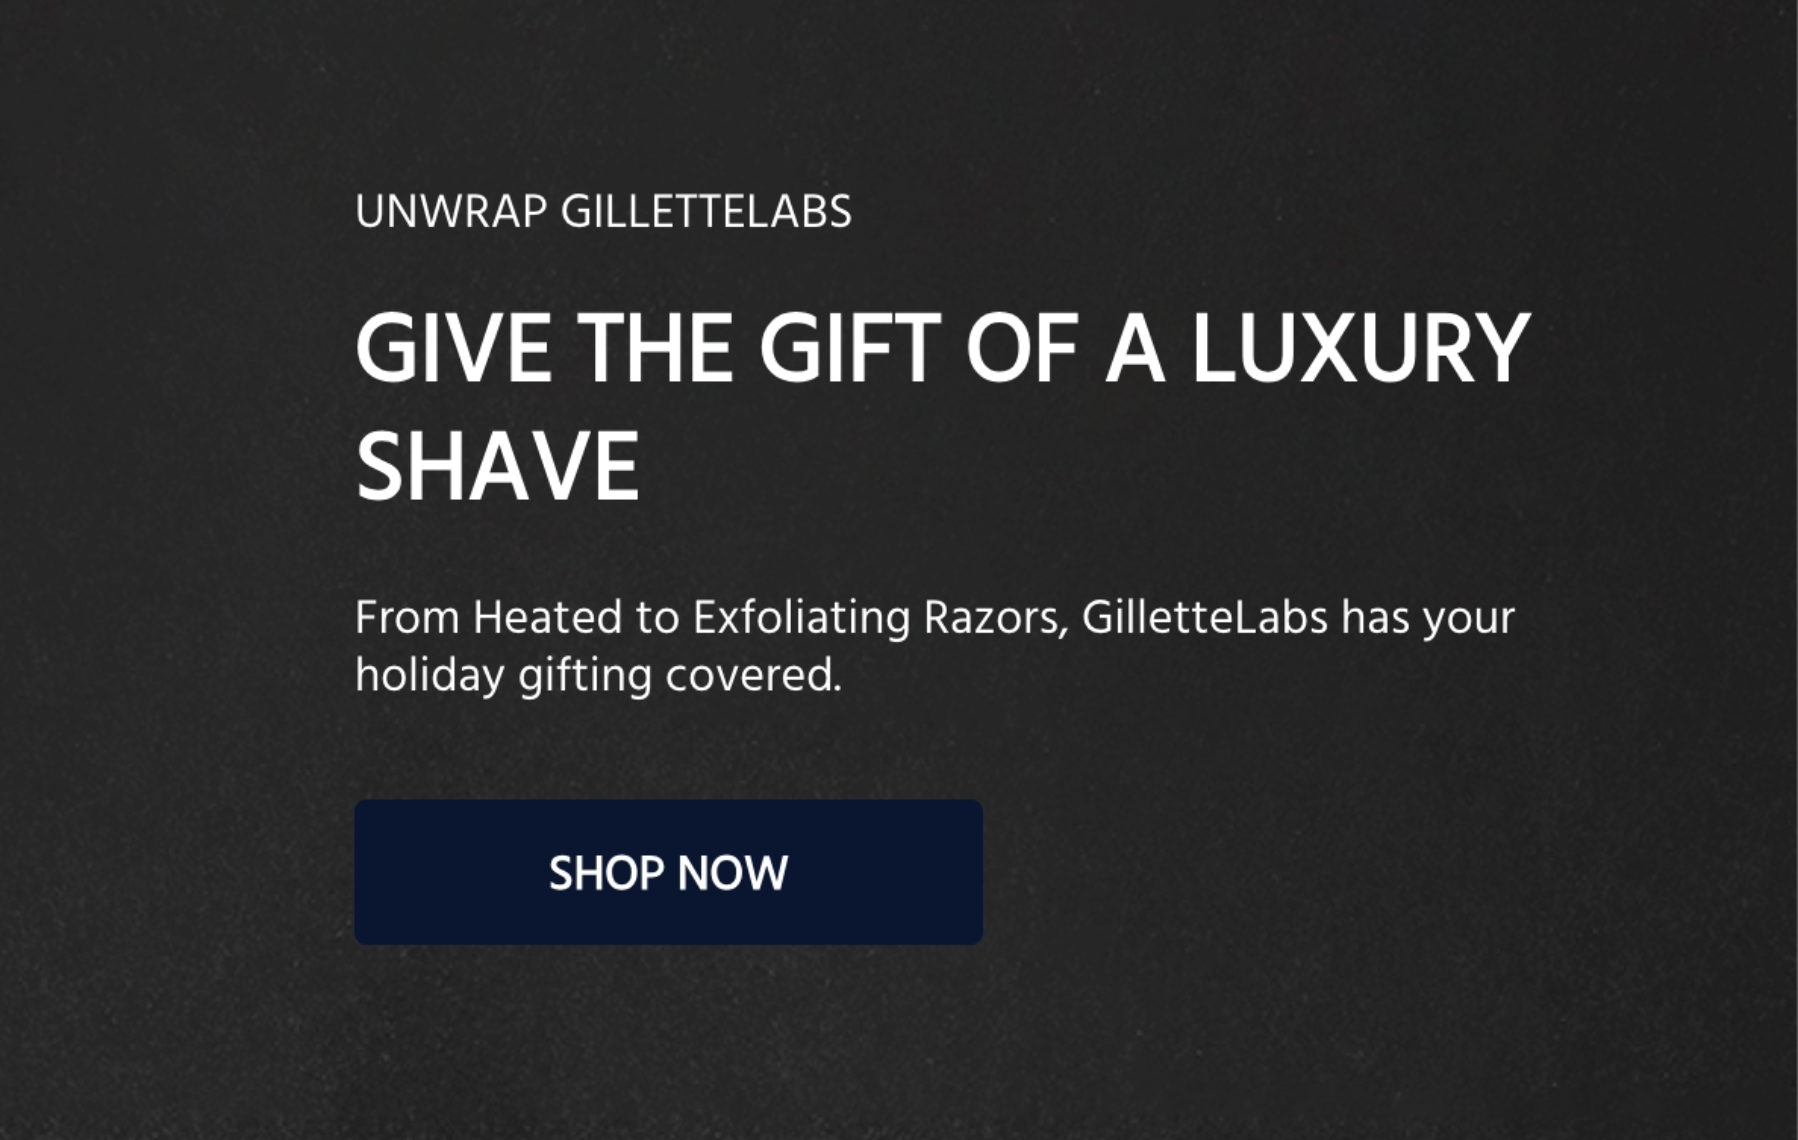 UNWRAP GILLETTELABS
GIVE THE GIFT OF A LUXURY
SHAVE
From Heated to Exfoliating Razors, GilletteLabs has your
holiday gifting covered.
SHOP NOW